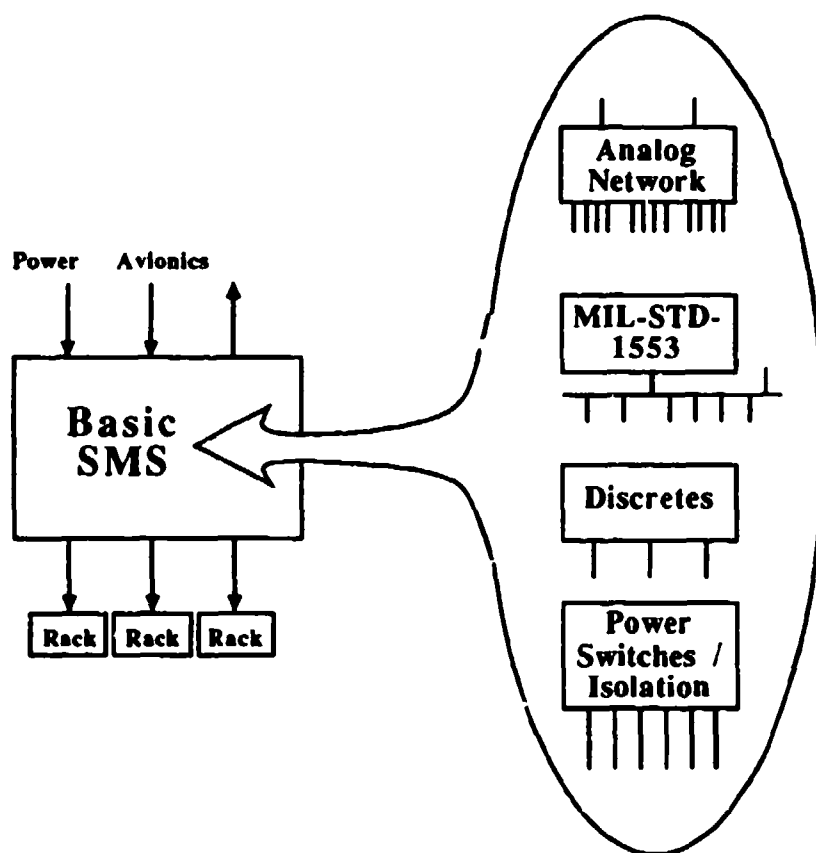 Power Avionics
Basic
SMS
Rack Rack Rack
Analog
Network
MIL-STD-
1553
Discretes
Power
Switches /
Isolation